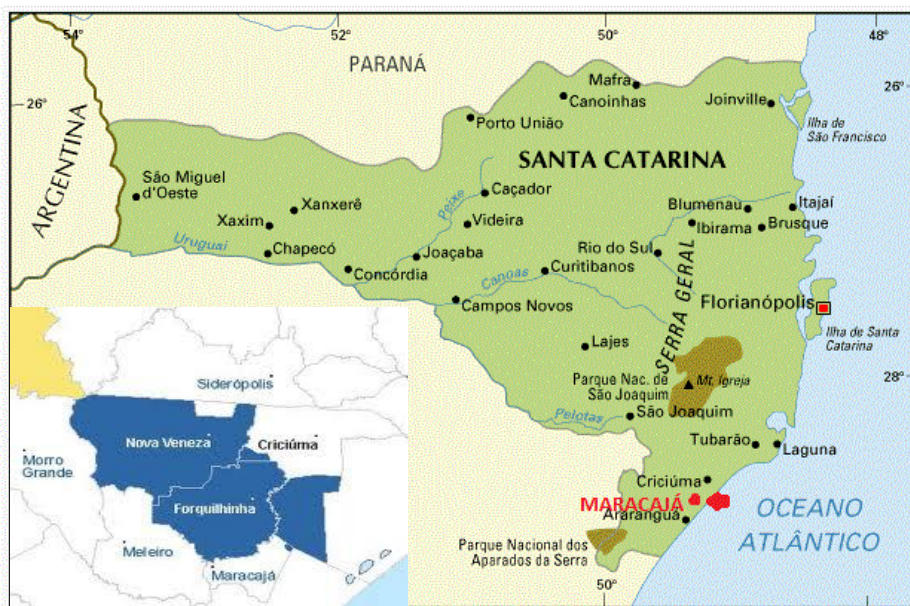 54°
52°
50°
48°
PARANÁ
26°
26°
Mafra
Canoinhas
Joinville
Porto União
Ilha de
São Francisco
ARGENTINA
SANTA CATARINA
São Miguel
d'Oeste
Caçador
Peixe
Xanxerê
Xaxim
Videira
Blumenau
Itajaí
Ibirama
Brusque
Uruguai
Chapecó
Joaçaba
Rio do Sul
Concórdia
Canoas
Curitibanos
SERRA GERAL
Campos Novos
Florianópolis
Ilha de Santa
Catarina
Lajes
Parque Nac. de
São Joaquim
Mt. Igreja
28°
Pelotas
São Joaquim
Tubarão
Laguna
Criciúma
MARACAJÁ
Araranguá
OCEANO
ATLÂNTICO
Parque Nacional dos
Aparados da Serra
50°
Siderópolis
Nova Veneza
Criciúma
Morro
Grande
Forquilhinha
Meleiro
Maracajá